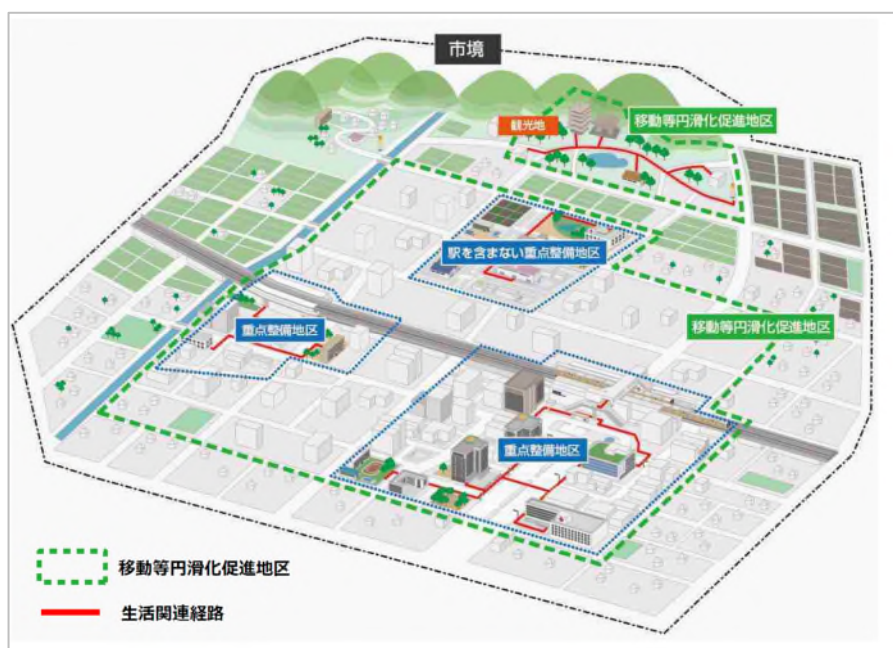 市境
観光地
移動等円滑化促進地区
駅を含まない重点整備地区
重点整備地区
移動等円滑化促進地区
重点整備地区
移動等円滑化促進地区
生活関連経路